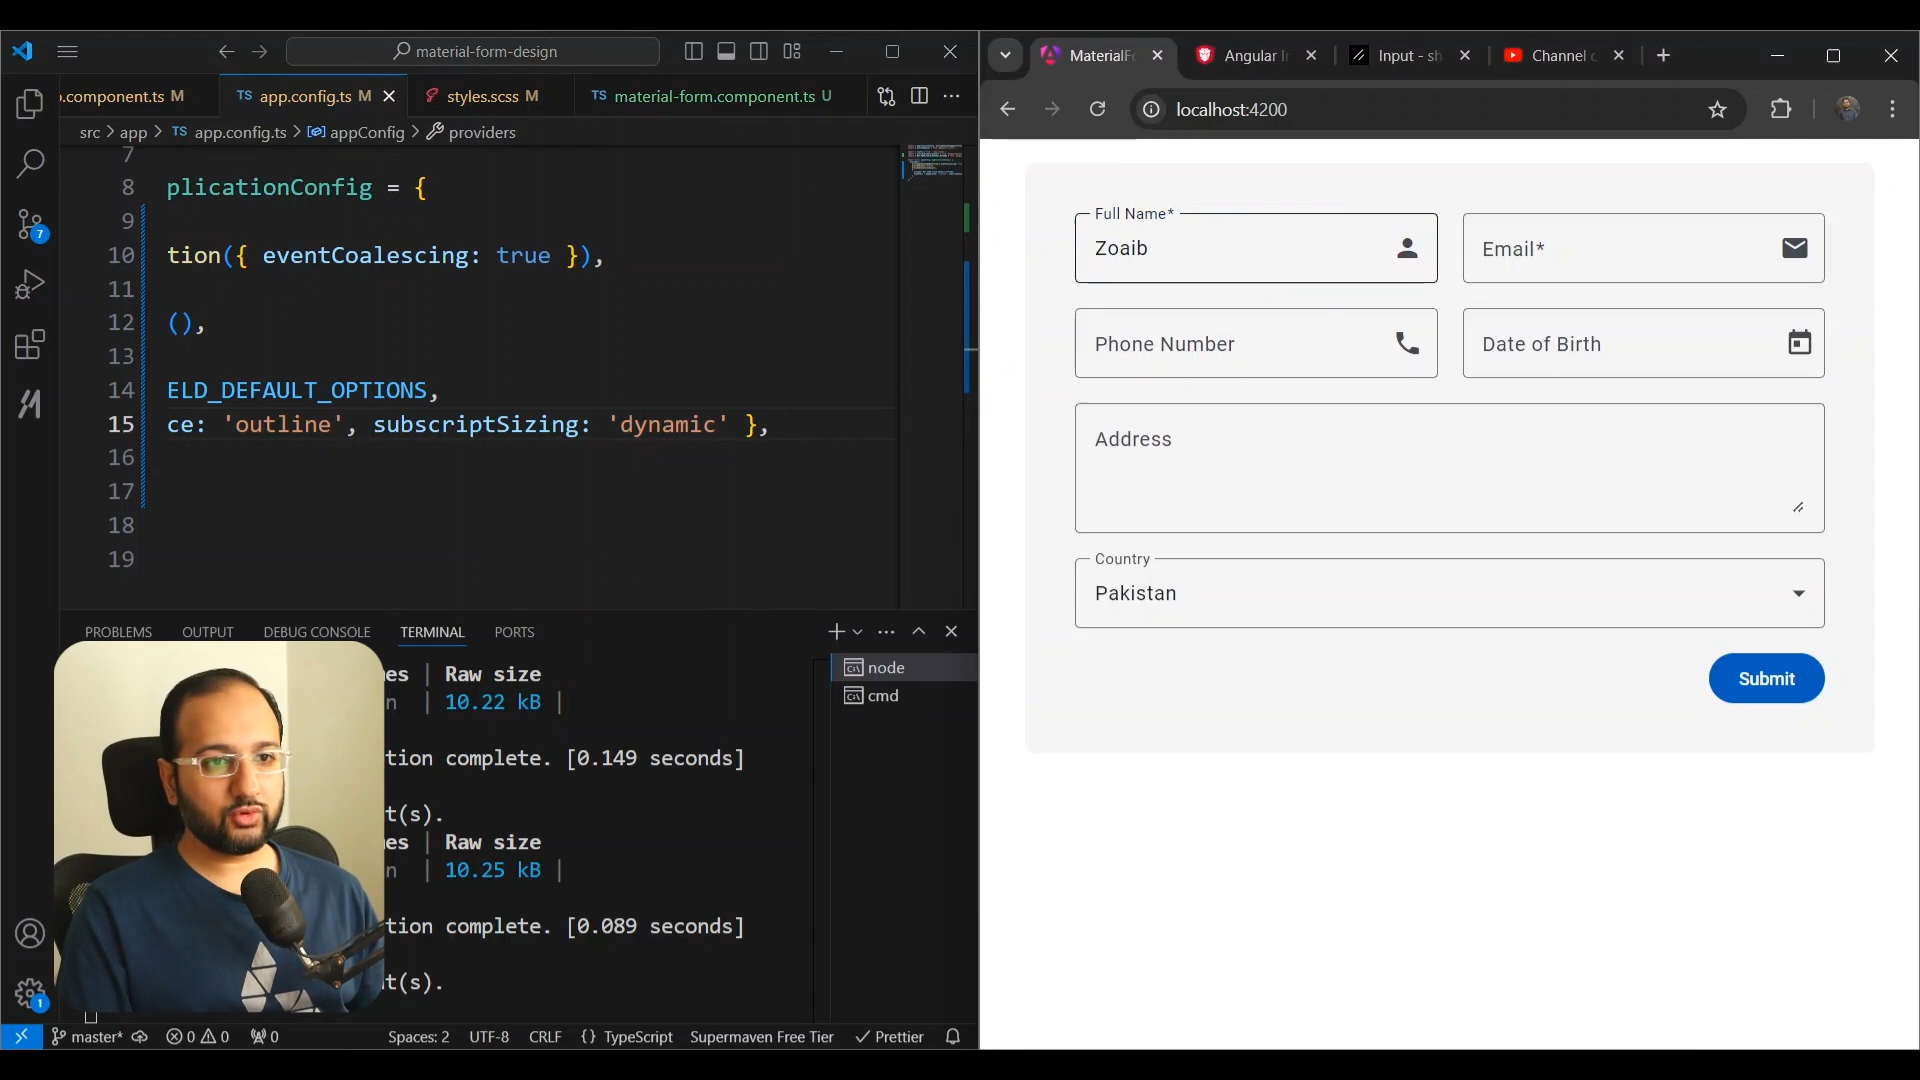 material-form-design
MaterialFo
Angular I
Input - sh
Channel c
localhost:4200
o.component.ts M
TS app.config.ts M
styles.scss M
TS material-form.component.ts U
src > app > TS app.config.ts > appConfig > providers
7
8 plicationConfig = {
9
10 tion({ eventCoalescing: true }),
11
12 (),
13
14 ELD_DEFAULT_OPTIONS,
15 ce: 'outline', subscriptSizing: 'dynamic' },
16
17
18
19
7
1
PROBLEMS OUTPUT DEBUG CONSOLE TERMINAL PORTS
es | Raw size
n | 10.22 kB |
tion complete. [0.149 seconds]
t(s).
es | Raw size
n | 10.25 kB |
tion complete. [0.089 seconds]
t(s).
node
cmd
master* 0 0 0 Spaces: 2 UTF-8 CRLF {} TypeScript Supermaven Free Tier Prettier
Full Name*
Zoaib
Email*
Phone Number
Date of Birth
Address
Country
Pakistan
Submit